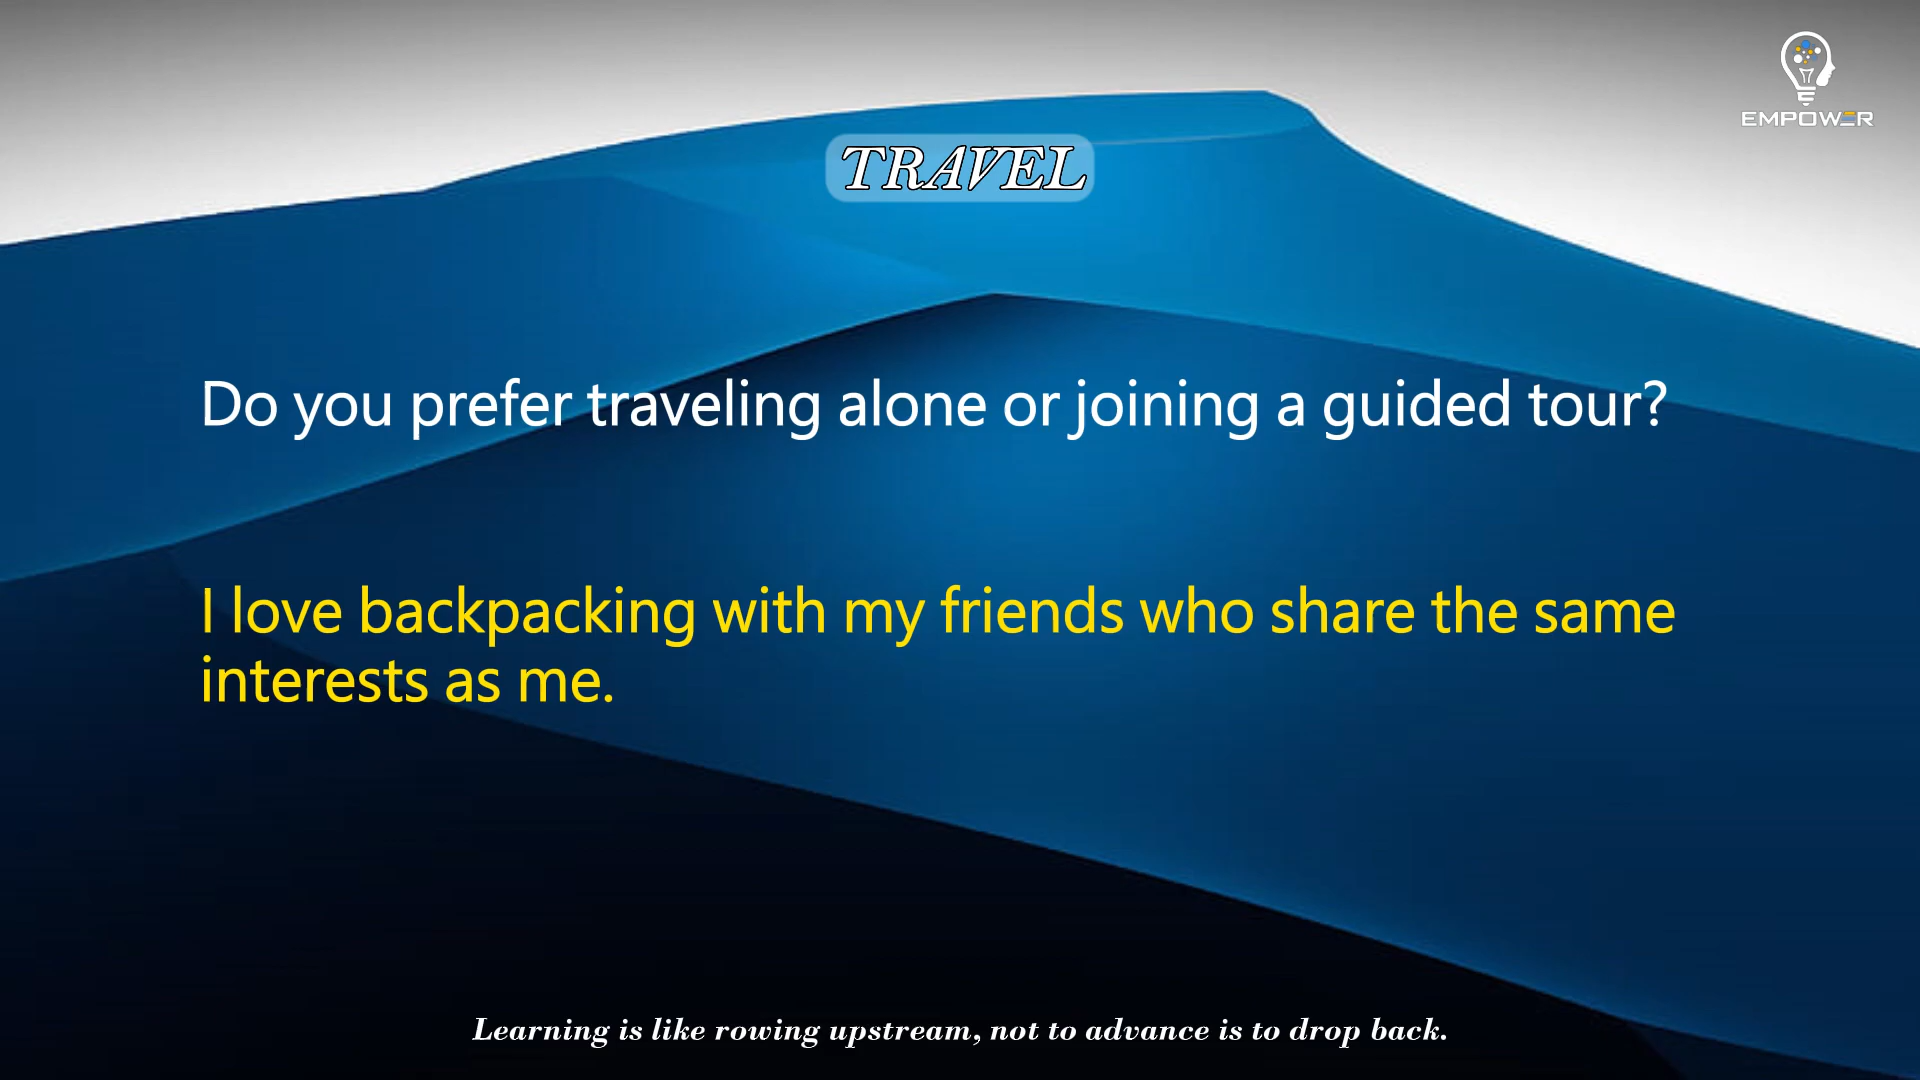 EMPOWER
TRAVEL
Do you prefer traveling alone or joining a guided tour?
I love backpacking with my friends who share the same
interests as me.
Learning is like rowing upstream, not to advance is to drop back.